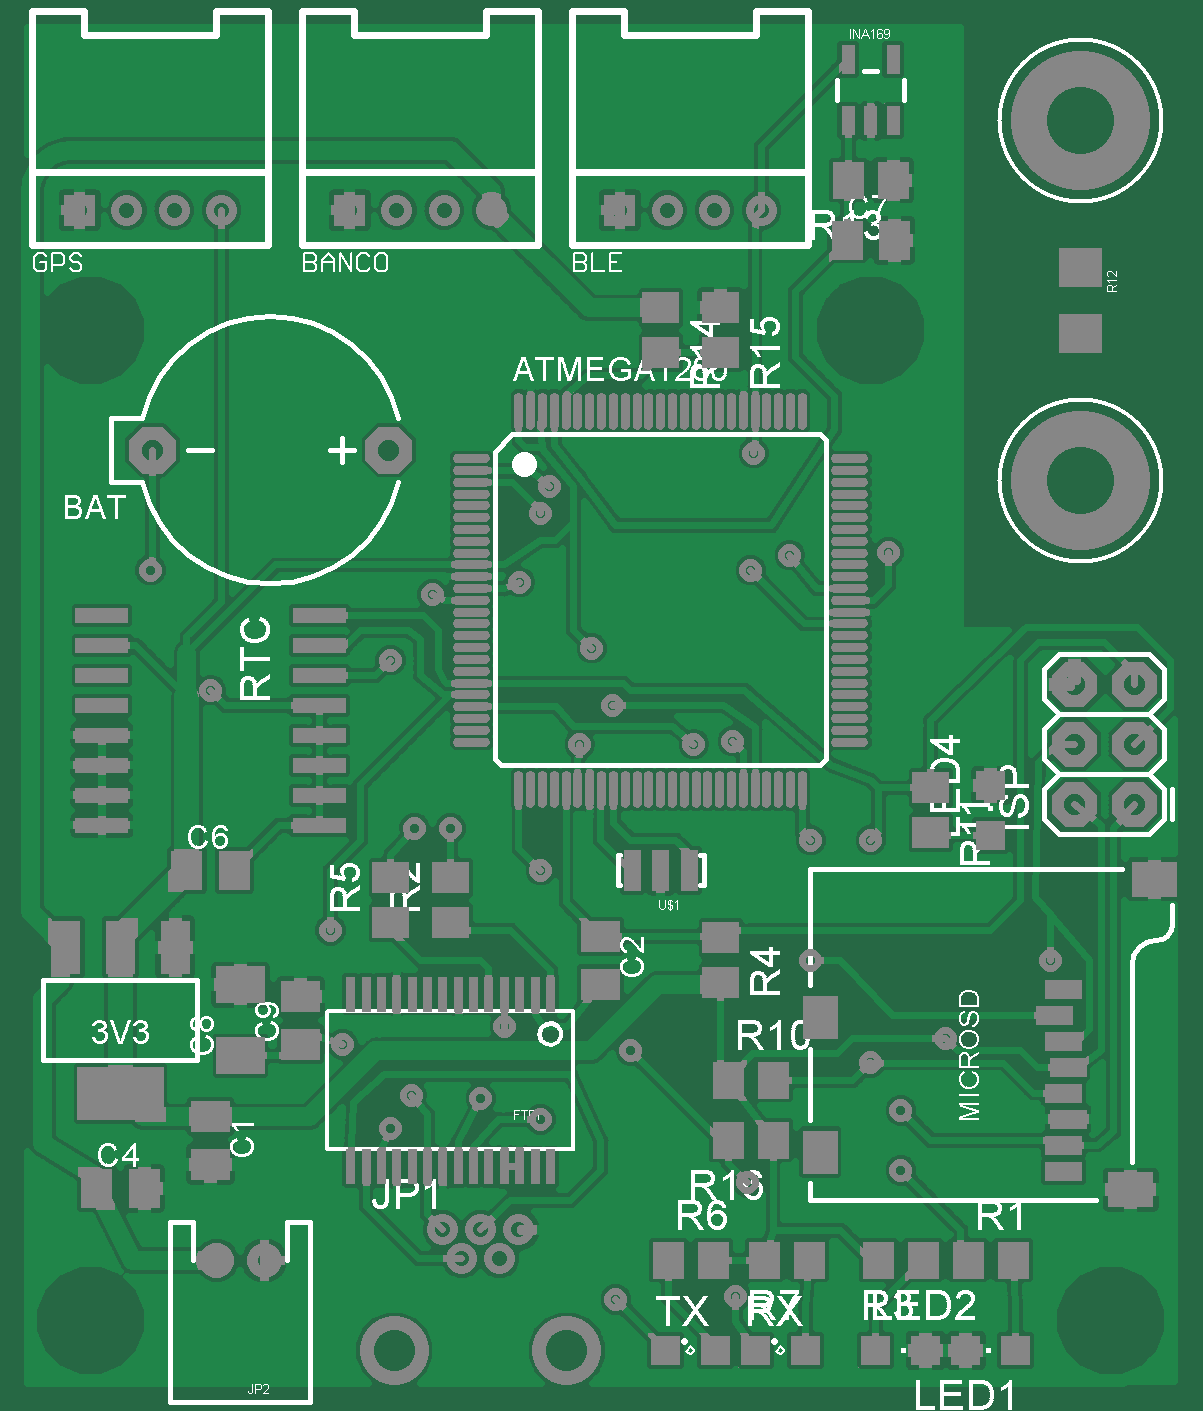 INA169
C7
R13
GPS
BANCO
BLE
R12
R14
R15
ATMEGA1280
BAT
RTC
LED4
ISP
R11
C6
R5
R2
U$1
C2
R4
3V3
C8
C9
R10
MICROSD
C1
C4
JP1
R16
R6
R1
TX
RX
R7
R3
LED2
JP2
LED1